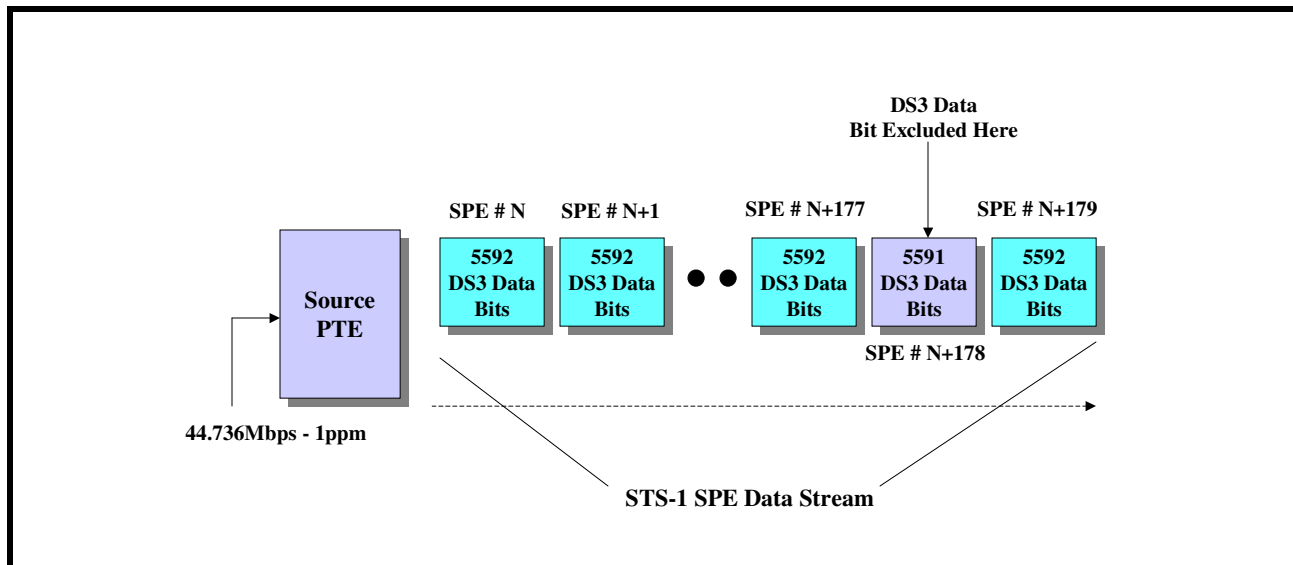 DS3 Data
Bit Excluded Here
SPE # N
SPE # N+1
SPE # N+177
SPE # N+179
Source
PTE
5592
DS3 Data
Bits
5592
DS3 Data
Bits
5592
DS3 Data
Bits
5591
DS3 Data
Bits
5592
DS3 Data
Bits
SPE # N+178
44.736Mbps - 1ppm
STS-1 SPE Data Stream